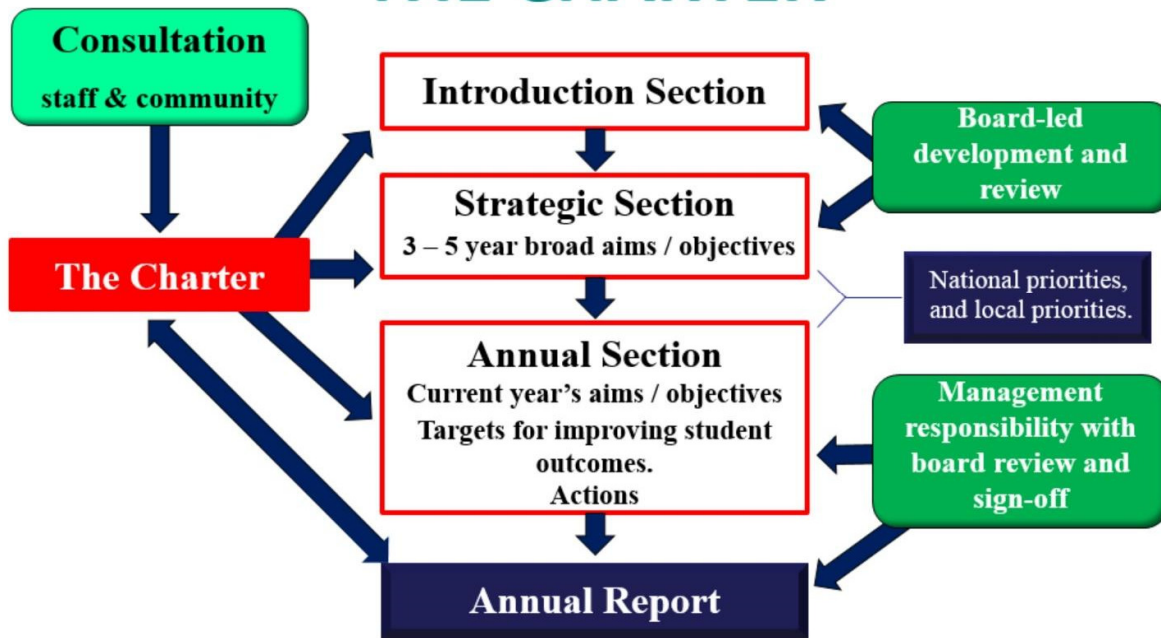 Consultation
staff & community
The Charter
Introduction Section
Strategic Section
3 – 5 year broad aims / objectives
Annual Section
Current year's aims / objectives
Targets for improving student
outcomes.
Actions
Annual Report
Board-led
development and
review
National priorities,
and local priorities.
Management
responsibility with
board review and
sign-off